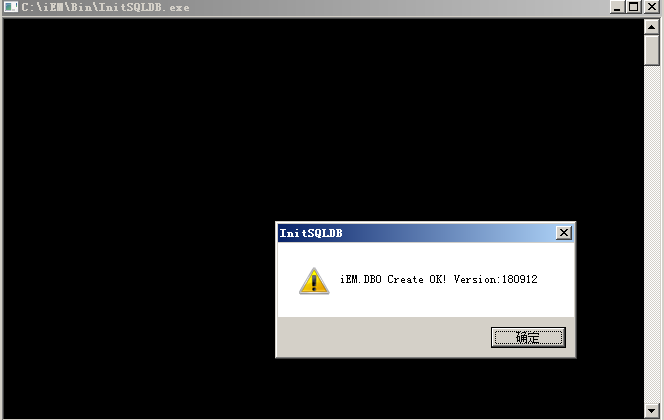 C:\iEM\Bin\InitSQLDB.exe
InitSQLDB
iEM.DBO Create OK! Version:180912
确定